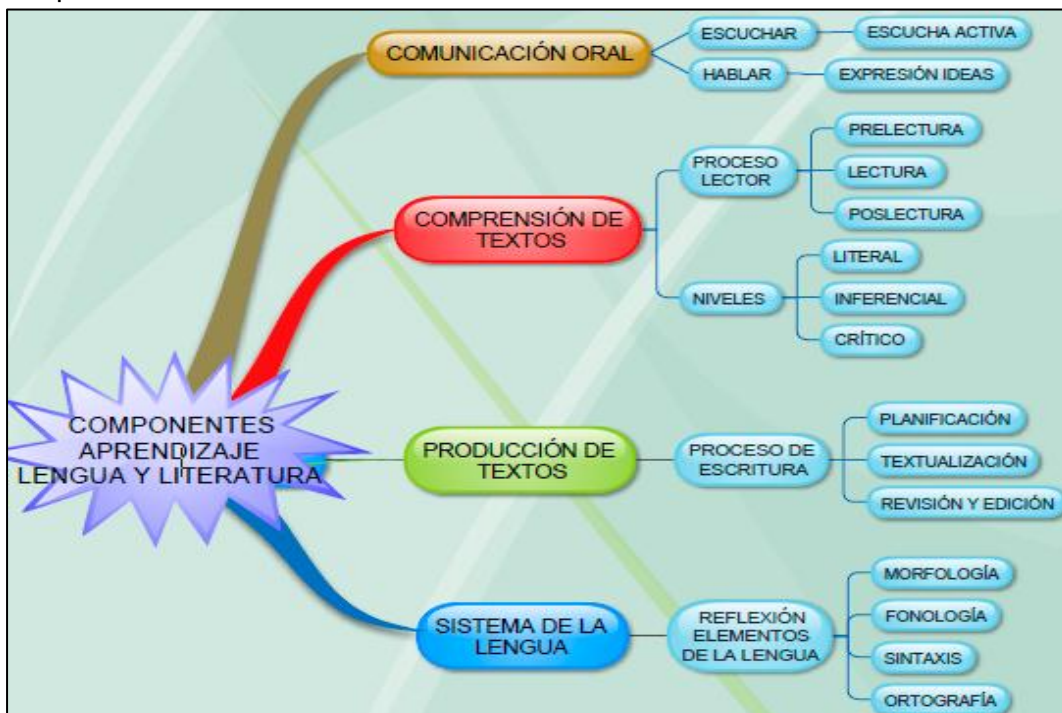 COMUNICACIÓN ORAL
ESCUCHAR
ESCUCHA ACTIVA
HABLAR
EXPRESIÓN IDEAS
COMPRENSIÓN DE
TEXTOS
PROCESO
LECTOR
PRELECTURA
LECTURA
POSLECTURA
NIVELES
LITERAL
INFERENCIAL
CRÍTICO
COMPONENTES
APRENDIZAJE
LENGUA Y LITERATURA
PRODUCCIÓN DE
TEXTOS
PROCESO DE
ESCRITURA
PLANIFICACIÓN
TEXTUALIZACIÓN
REVISIÓN Y EDICIÓN
SISTEMA DE LA
LENGUA
REFLEXIÓN
ELEMENTOS
DE LA LENGUA
MORFOLOGÍA
FONOLOGÍA
SINTAXIS
ORTOGRAFÍA